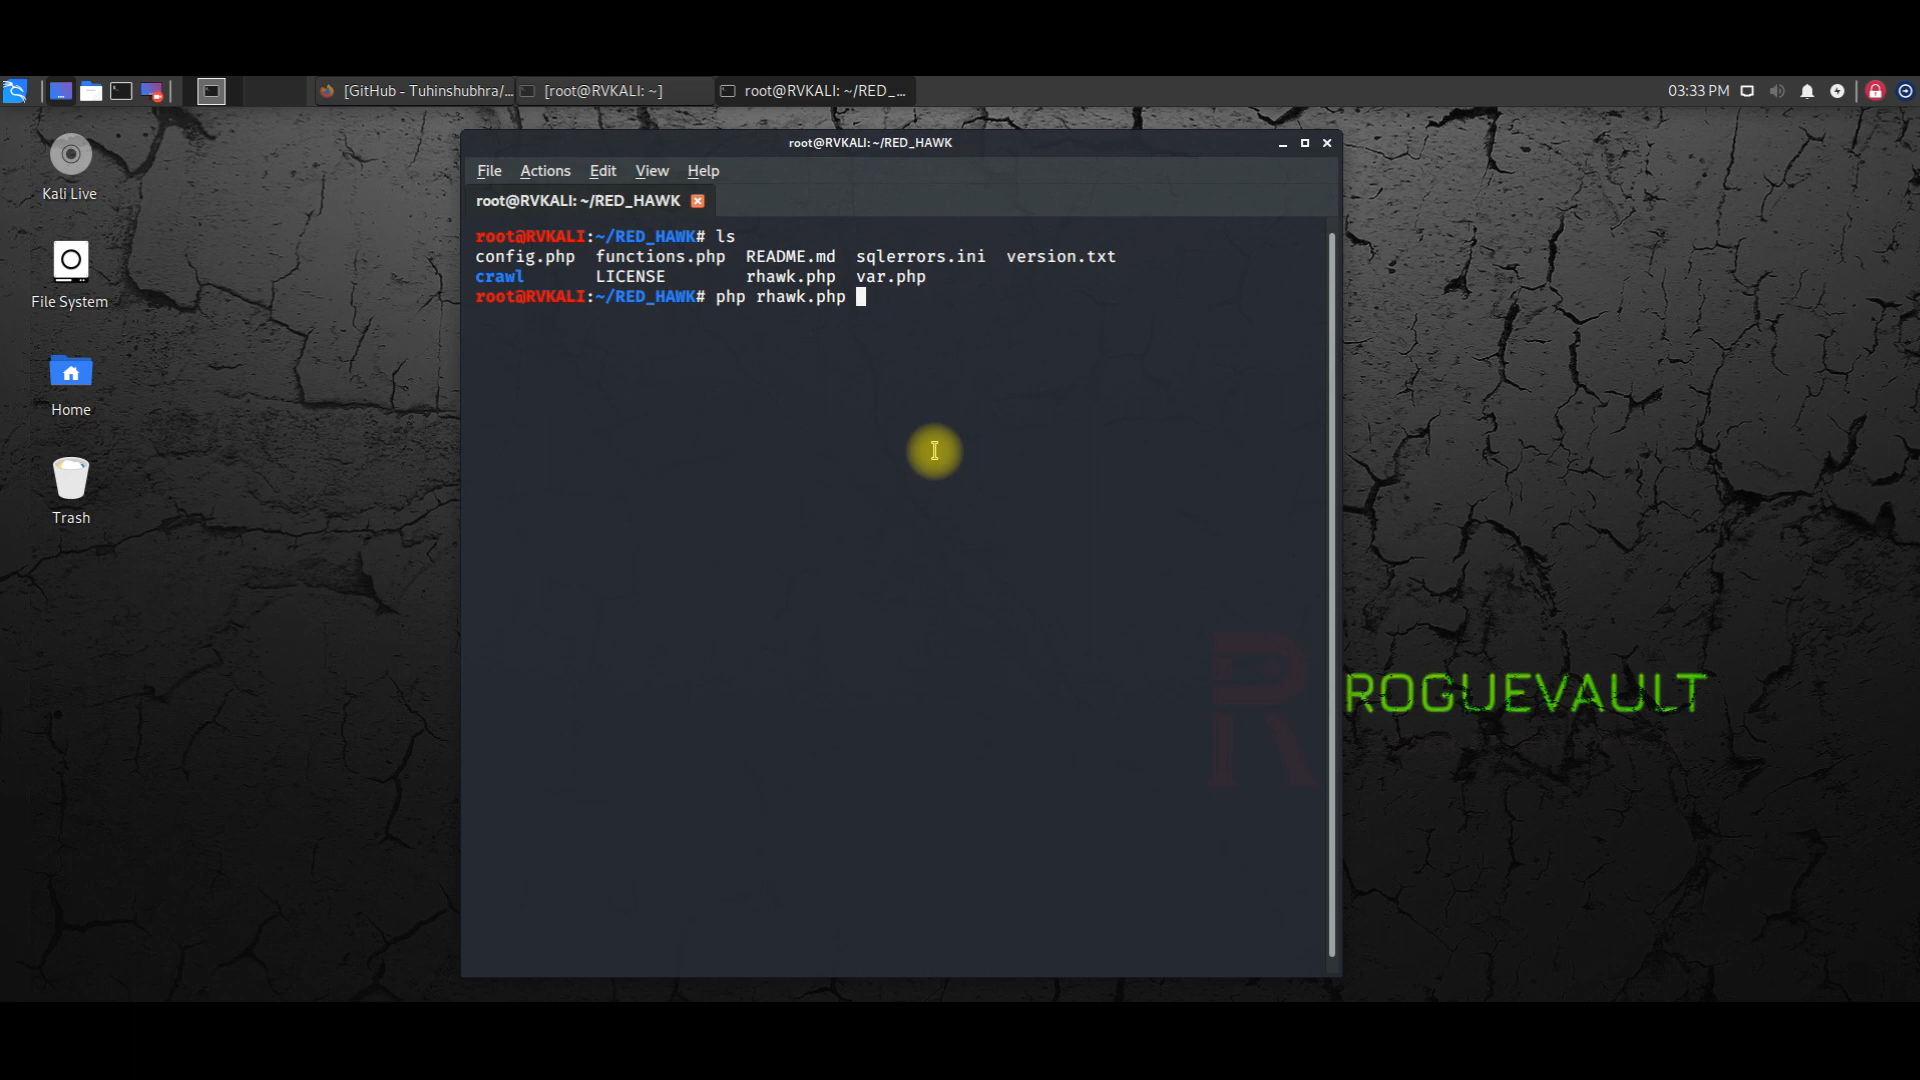 [GitHub - Tuhinshubhra/...
[root@RVKALI: ~]
root@RVKALI: ~/RED_...
03:33 PM
Kali Live
File System
Home
Trash
root@RVKALI: ~/RED_HAWK
File Actions Edit View Help
root@RVKALI: ~/RED_HAWK
root@RVKALI:~/RED_HAWK# ls
config.php functions.php README.md sqlerrors.ini version.txt
crawl LICENSE rhawk.php var.php
root@RVKALI:~/RED_HAWK# php rhawk.php
R
ROGUEVAULT